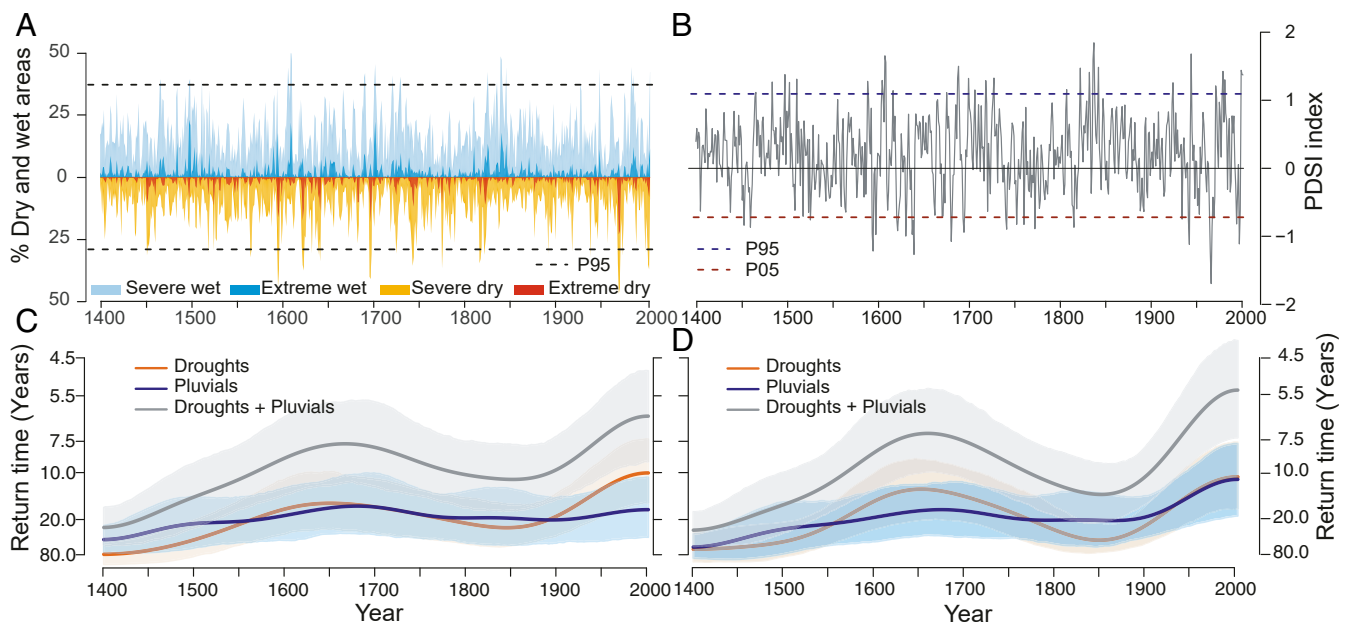 A
% Dry and wet areas
50
25
0
25
50
P95
Severe wet
Extreme wet
Severe dry
Extreme dry
1400 1500 1600 1700 1800 1900 2000
B
2
1
0
−1
−2
PDSI index
P95
P05
1400 1500 1600 1700 1800 1900 2000
C
Return time (Years)
4.5
5.5
7.5
10.0
20.0
80.0
Droughts
Pluvials
Droughts + Pluvials
1400 1500 1600 1700 1800 1900 2000
Year
D
Droughts
Pluvials
Droughts + Pluvials
4.5
5.5
7.5
10.0
20.0
80.0
Return time (Years)
1400 1500 1600 1700 1800 1900 2000
Year